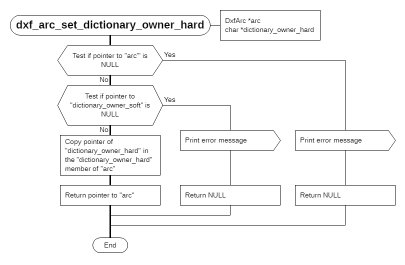 dxf_arc_set_dictionary_owner_hard
DxfArc *arc
char *dictionary_owner_hard
Test if pointer to "arc" is
NULL
Yes
No
Test if pointer to
"dictionary_owner_soft" is
NULL
Yes
No
Copy pointer of
"dictionary_owner_hard" in
the "dictionary_owner_hard"
member of "arc"
Print error message
Print error message
Return pointer to "arc"
Return NULL
Return NULL
End